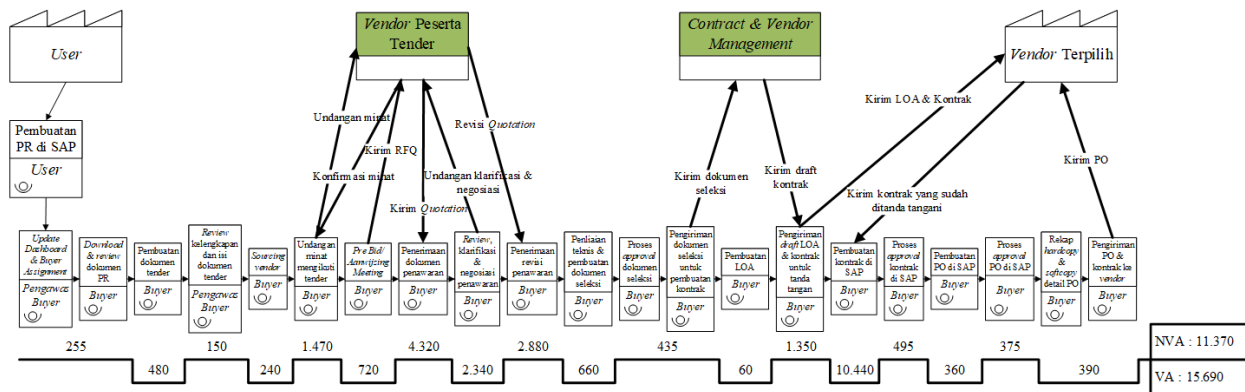 User
Vendor Peserta
Tender
Contract & Vendor
Management
Vendor Terpilih
Pembuatan
PR di SAP
User
Undangan minat
Kirim RFQ
Konfirmasi minat
Revisi Quotation
Undangan klarifikasi &
negosiasi
Kirim Quotation
Kirim dokumen
seleksi
Kirim draft
kontrak
Kirim LOA & Kontrak
Kirim kontrak yang sudah
ditanda tangani
Kirim PO
Update
Dashboard
& Buyer
Assignment
Pengawas
Buyer
Download
& review
dokumen
PR
Buyer
Pembuatan
tender
Buyer
Review
kelengkapan
dan isi dokumen
tender
Pengawas
Buyer
Sourcing
vendor
Buyer
Undangan
minat
mengikuti
tender
Buyer
Pre Bid/
Aanwijzing
Meeting
Buyer
Penerimaan
dokumen
penawaran
Buyer
Review,
klarifikasi
& negosiasi
penawaran
Buyer
Penerimaan
revisi
penawaran
Buyer
Penilaian
teknis &
pembuatan
dokumen
seleksi
Buyer
Proses
approval
dokumen
seleksi
Buyer
Pengiriman
dokumen
seleksi untuk
pembuatan
kontrak
Buyer
Pembuatan
LOA
Buyer
Pengiriman
draft LOA
& kontrak
untuk
tanda
tangan
Buyer
Pembuatan
kontrak di
SAP
Buyer
Proses
approval
kontrak
di SAP
Buyer
Pembuatan
PO di SAP
Buyer
Proses
approval
PO di SAP
Buyer
Rekap
hardcopy
&
softcopy
detail PO
Buyer
Pengiriman
PO &
kontrak ke
vendor
Buyer
255
150
1.470
4.320
2.880
435
1.350
495
375
NVA : 11.370
480
240
720
2.340
660
60
10.440
360
390
VA : 15.690